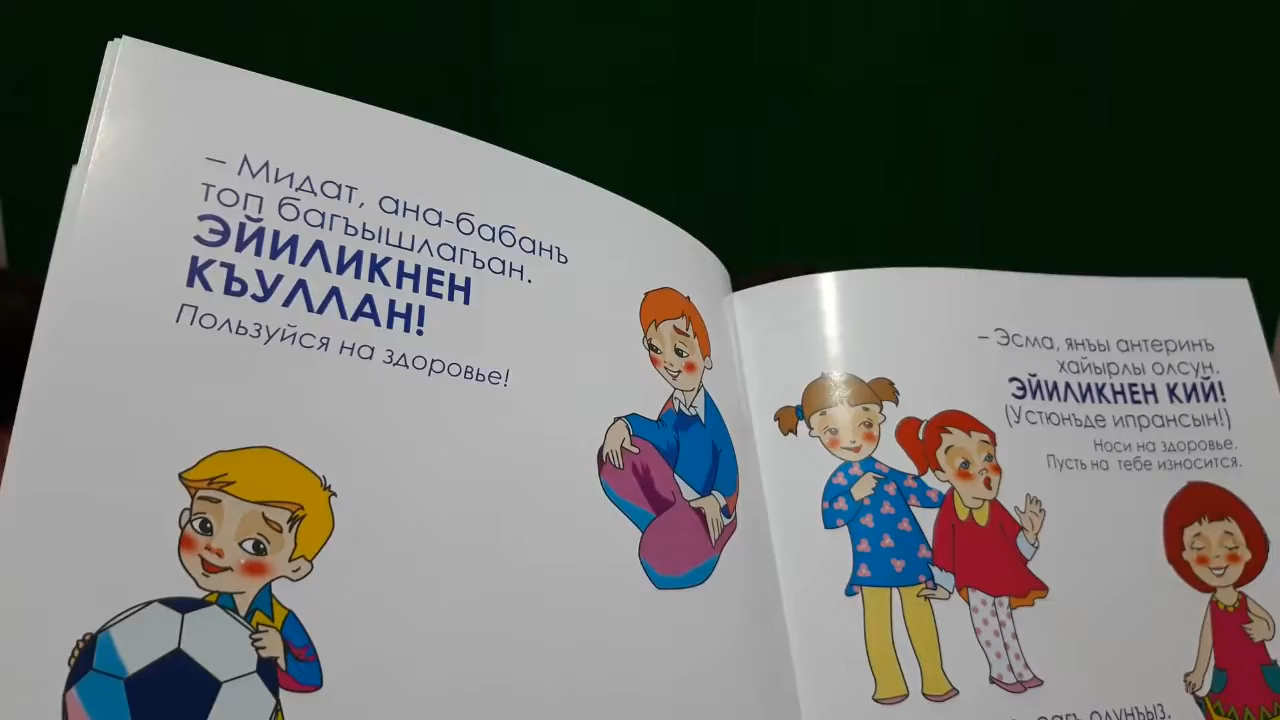 – Мидат, ана-бабанъ
топ багъышлагъан.
ЭЙИЛИКНЕН
КЪУЛЛАН!
Пользуйся на здоровье!
– Эсма, янъы антеринъ
хайырлы олсун.
ЭЙИЛИКНЕН КИЙ!
(Устюнъде ипрансын!)
Носи на здоровье.
Пусть на тебе износится.
олунъыз.